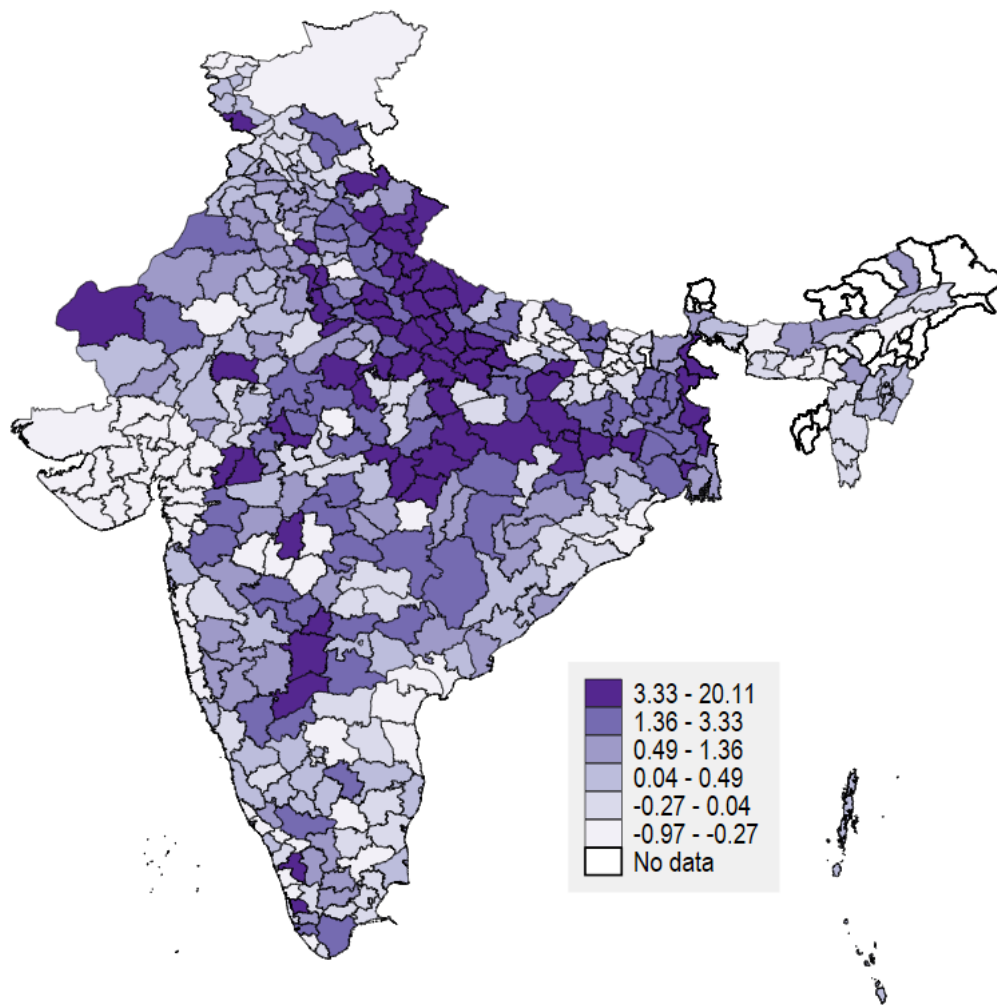 3.33 - 20.11
1.36 - 3.33
0.49 - 1.36
0.04 - 0.49
-0.27 - 0.04
-0.97 - -0.27
No data